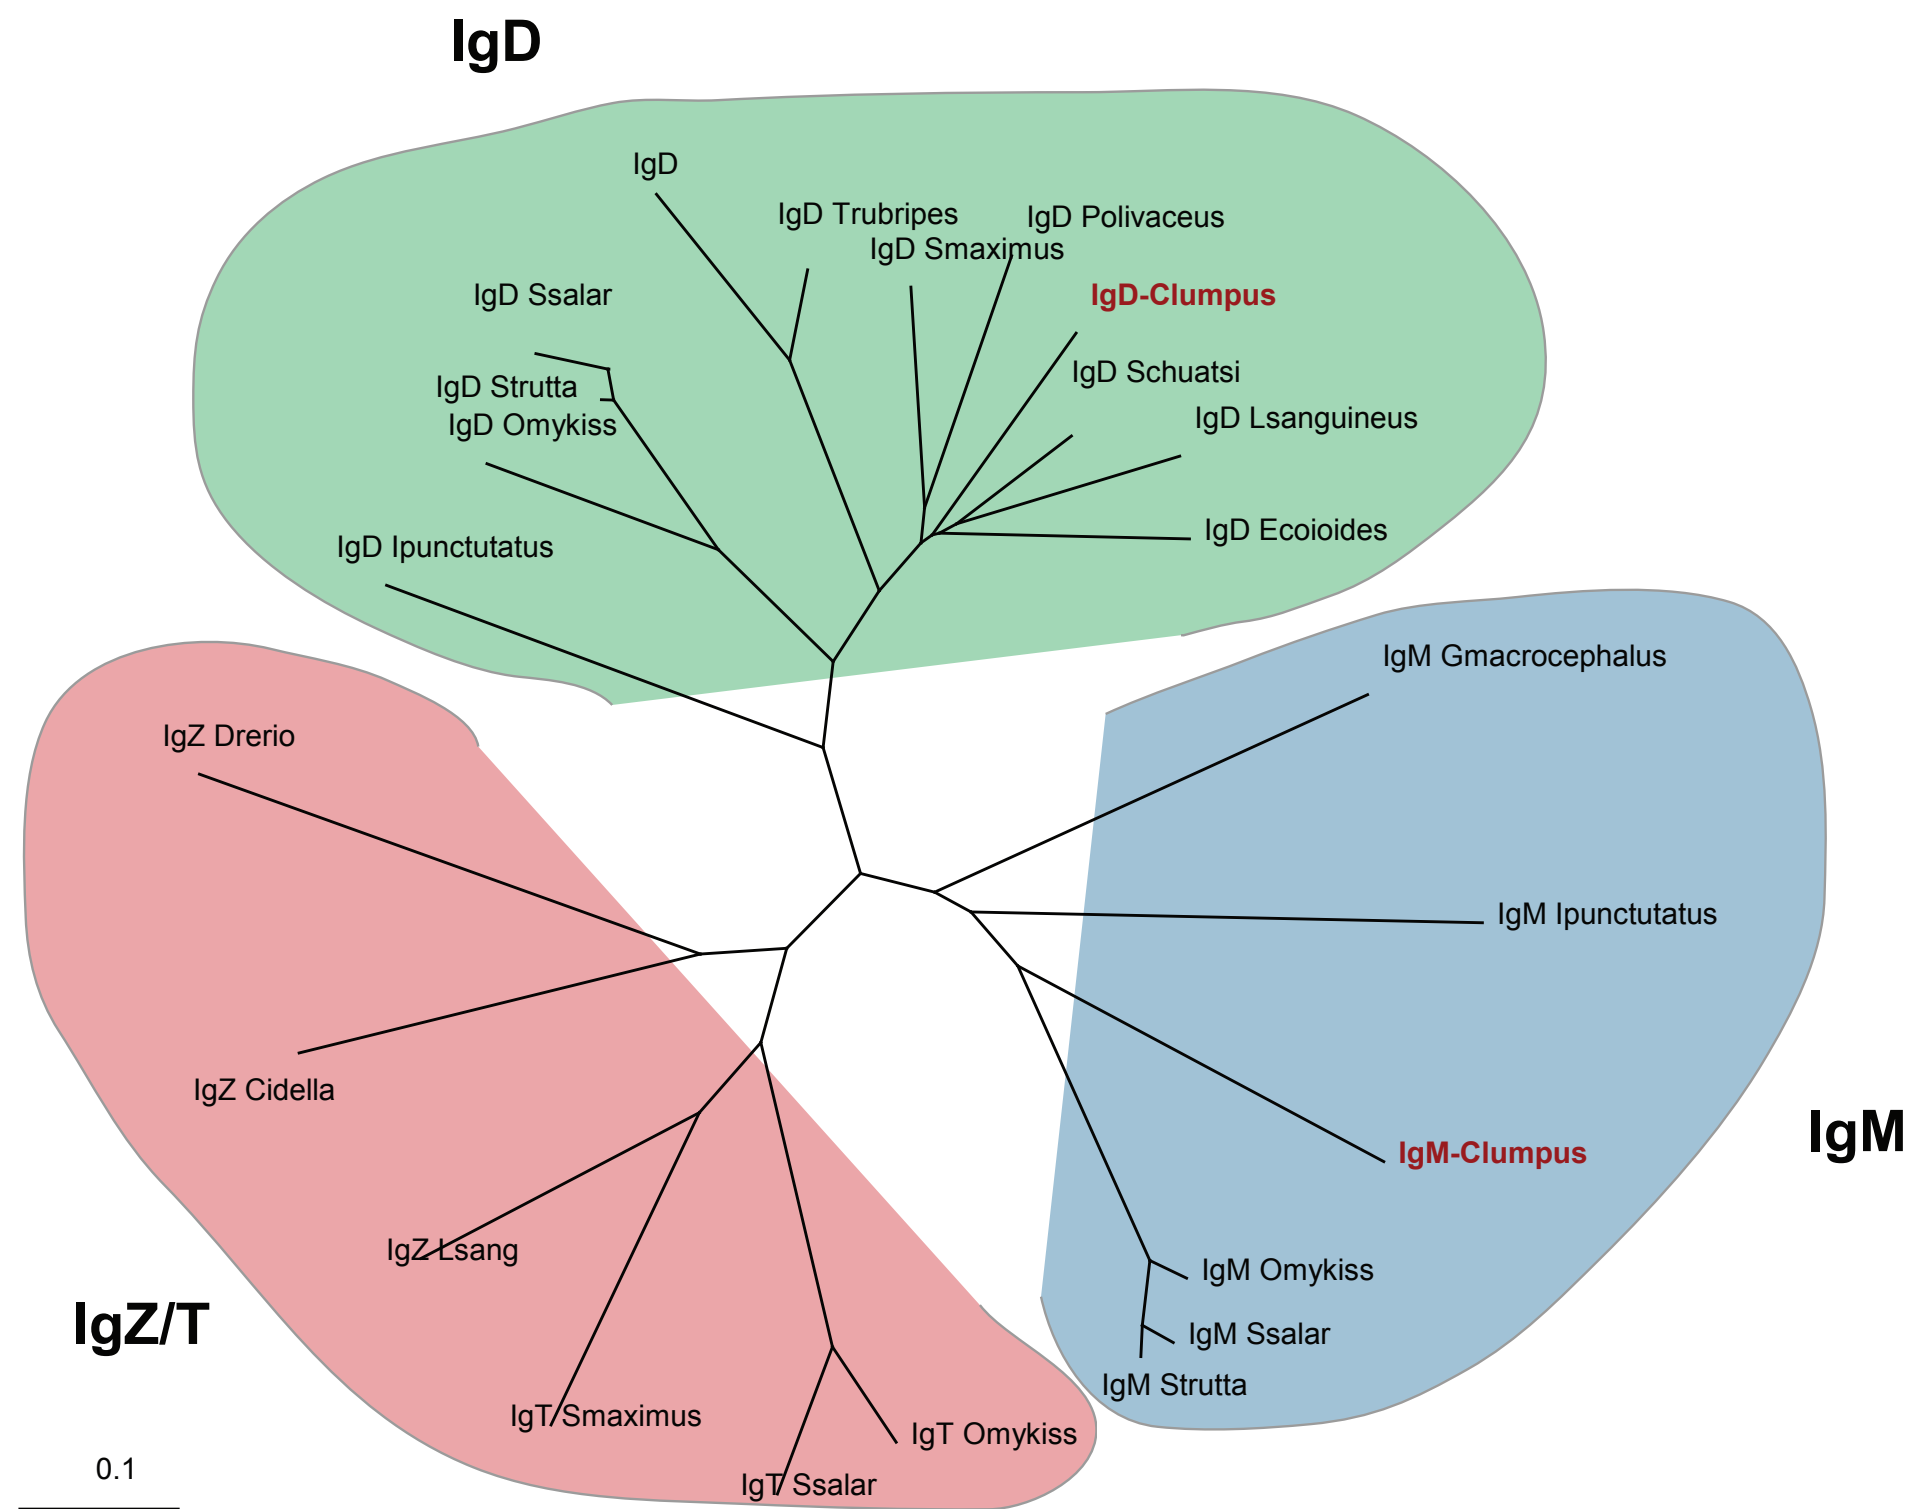 IgD
IgD
IgD Trubripes
IgD Polivaceus
IgD Smaximus
IgD Ssalar
IgD-Clumpus
IgD Schuatsi
IgD Strutta
IgD Lsanguineus
IgD Omykiss
IgD Ecoioides
IgD Ipunctutatus
IgM Gmacrocephalus
IgZ Drerio
IgM Ipunctutatus
IgZ Cidella
IgM
IgM-Clumpus
IgZ Lsang
IgM Omykiss
IgZ/T
IgM Ssalar
IgM Strutta
IgT Smaximus
IgT Omykiss
0.1
IgT Ssalar